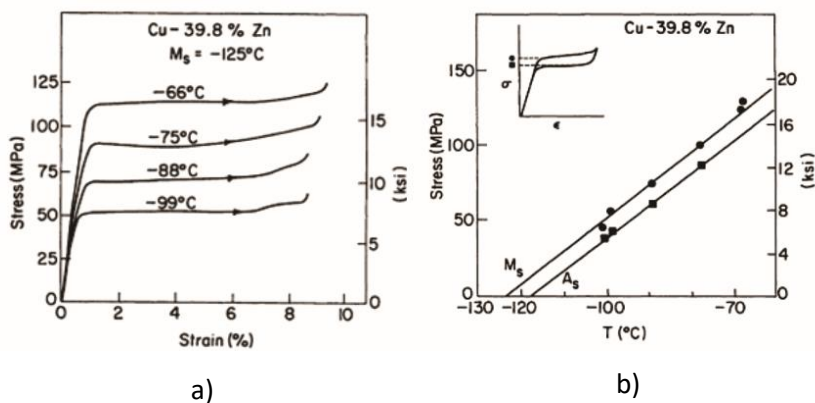 Cu-39.8 % Zn
Ms = -125°C
125
100
75
50
25
0
Stress (MPa)
-66°C
-75°C
-88°C
-99°C
15
10
5
0
(ksi)
0 2 4 6 8 10
Strain (%)
a)
Cu-39.8 % Zn
σ
ε
150
100
50
0
Stress (MPa)
Ms
As
20
16
12
8
4
0
(ksi)
-130 -120 -100 -70
T (°C)
b)